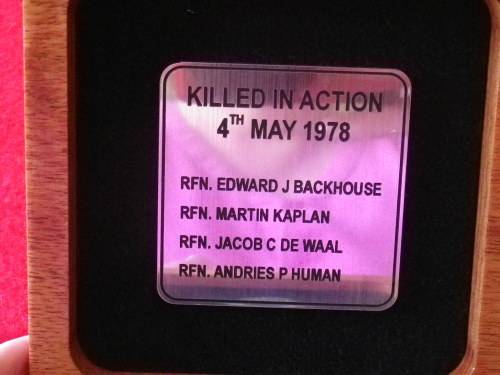 KILLED IN ACTION
4TH MAY 1978
RFN. EDWARD J BACKHOUSE
RFN. MARTIN KAPLAN
RFN. JACOB C DE WAAL
RFN. ANDRIES P HUMAN